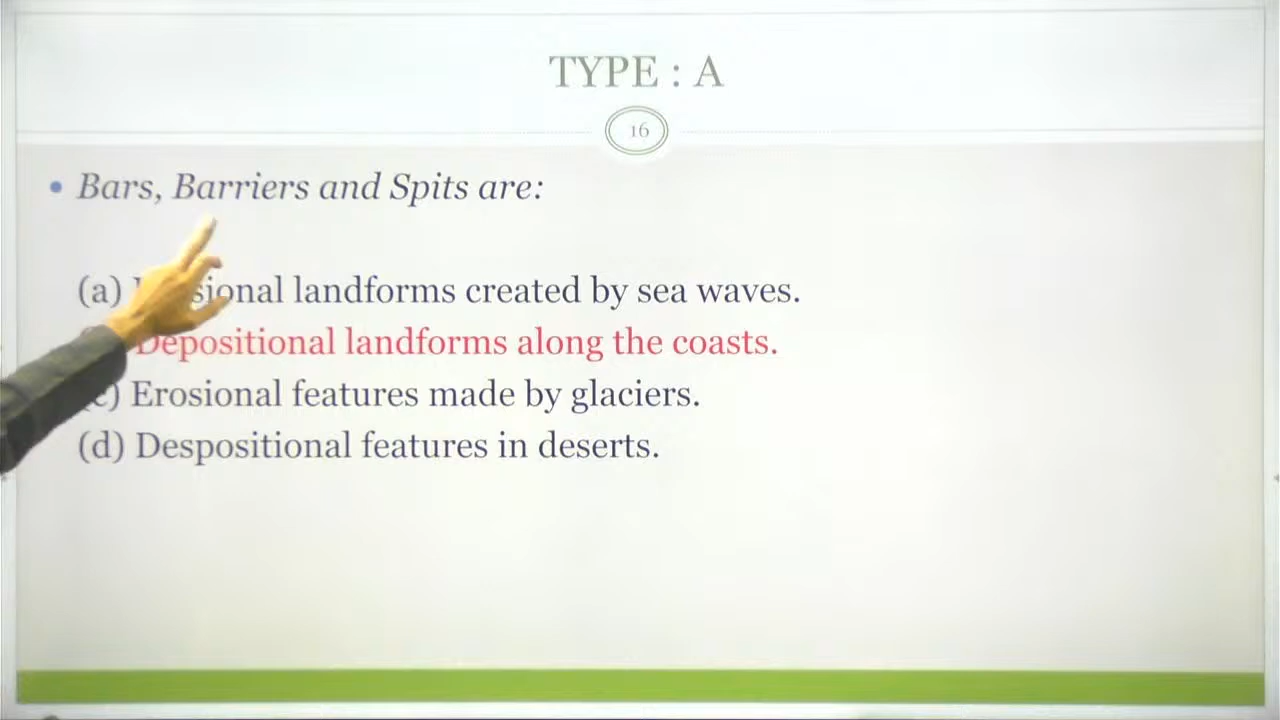 TYPE : A
16
• Bars, Barriers and Spits are:
(a) sional landforms created by sea waves.
Depositional landforms along the coasts.
c) Erosional features made by glaciers.
(d) Despositional features in deserts.